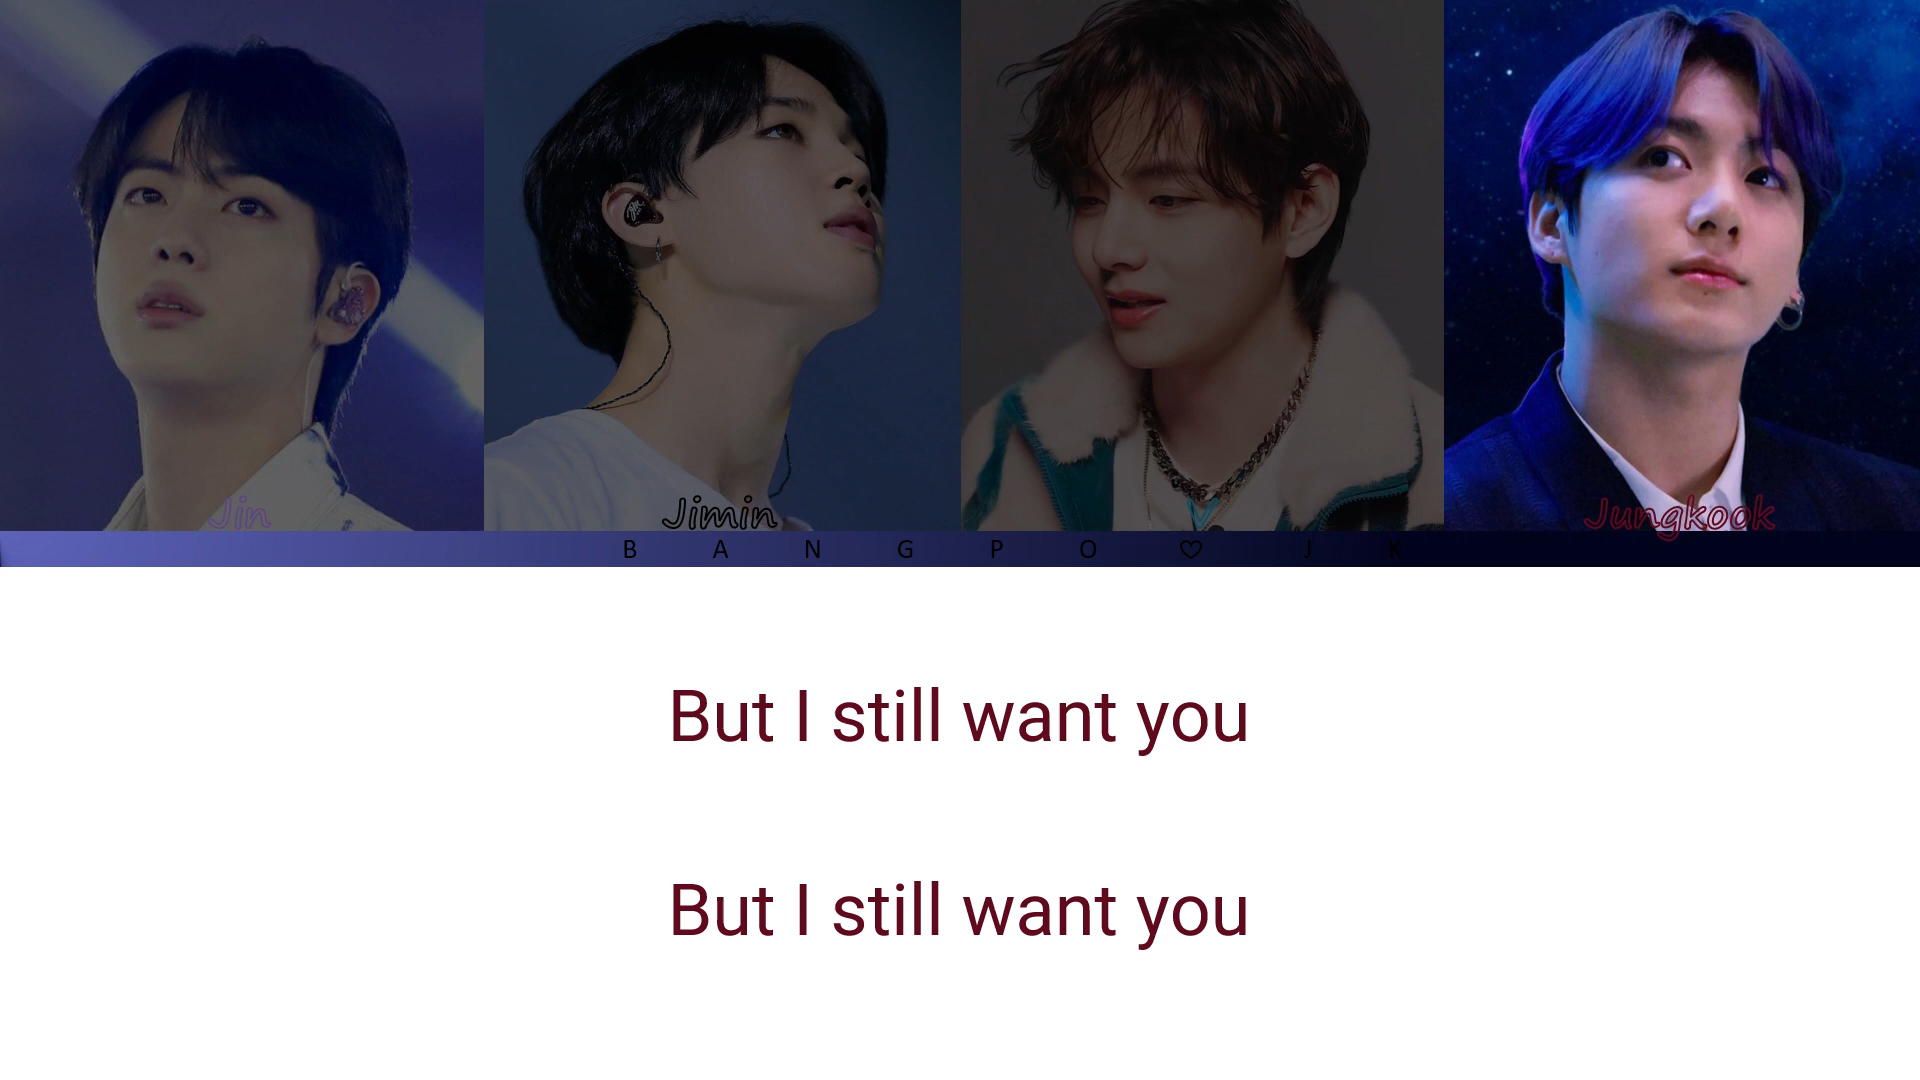 Jin Jimin Jungkook
B A N G P O ♡ J K
But I still want you
But I still want you